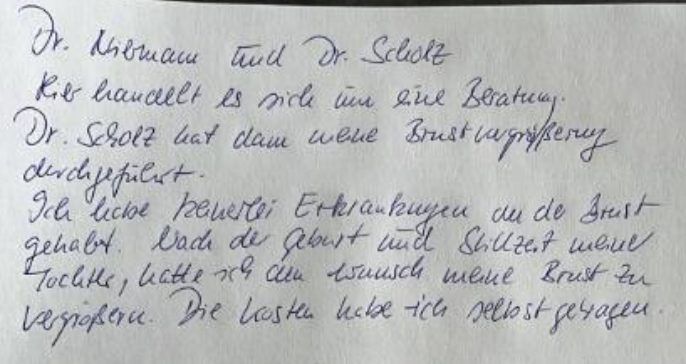 Dr. Niemann und Dr. Scholz
Hier handelt es sich um eine Beratung.
Dr. Scholz hat dann meine Brustvergrößerung
durchgeführt.
Ich habe keinerlei Erkrankungen an der Brust
gehabt. Nach der Geburt und Stillzeit meiner
Tochter, hatte ich den Wunsch meine Brust zu
vergrößern. Die Kosten habe ich selbst getragen.